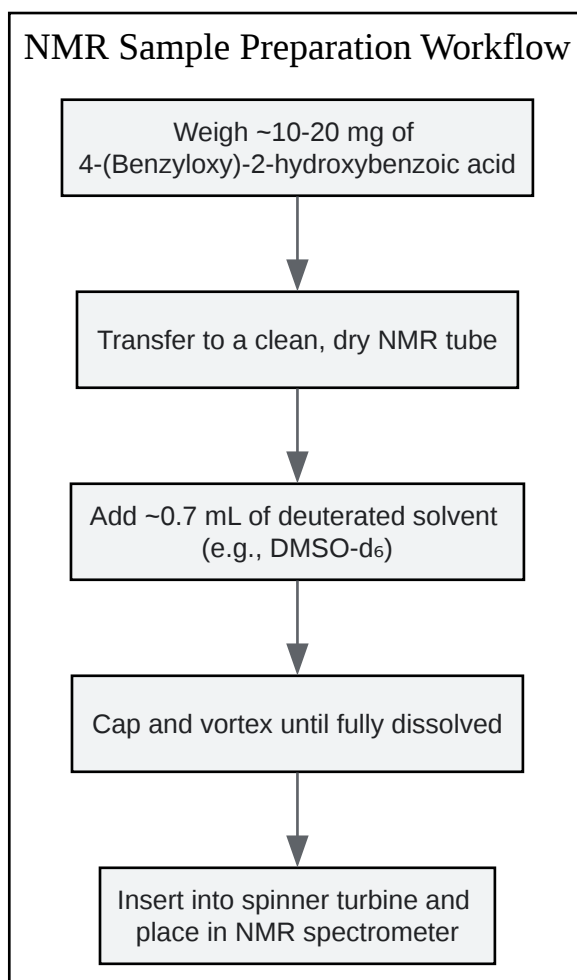 NMR Sample Preparation Workflow
Weigh ~10-20 mg of
4-(Benzyloxy)-2-hydroxybenzoic acid
Transfer to a clean, dry NMR tube
Add ~0.7 mL of deuterated solvent
(e.g., DMSO-d₆)
Cap and vortex until fully dissolved
Insert into spinner turbine and
place in NMR spectrometer